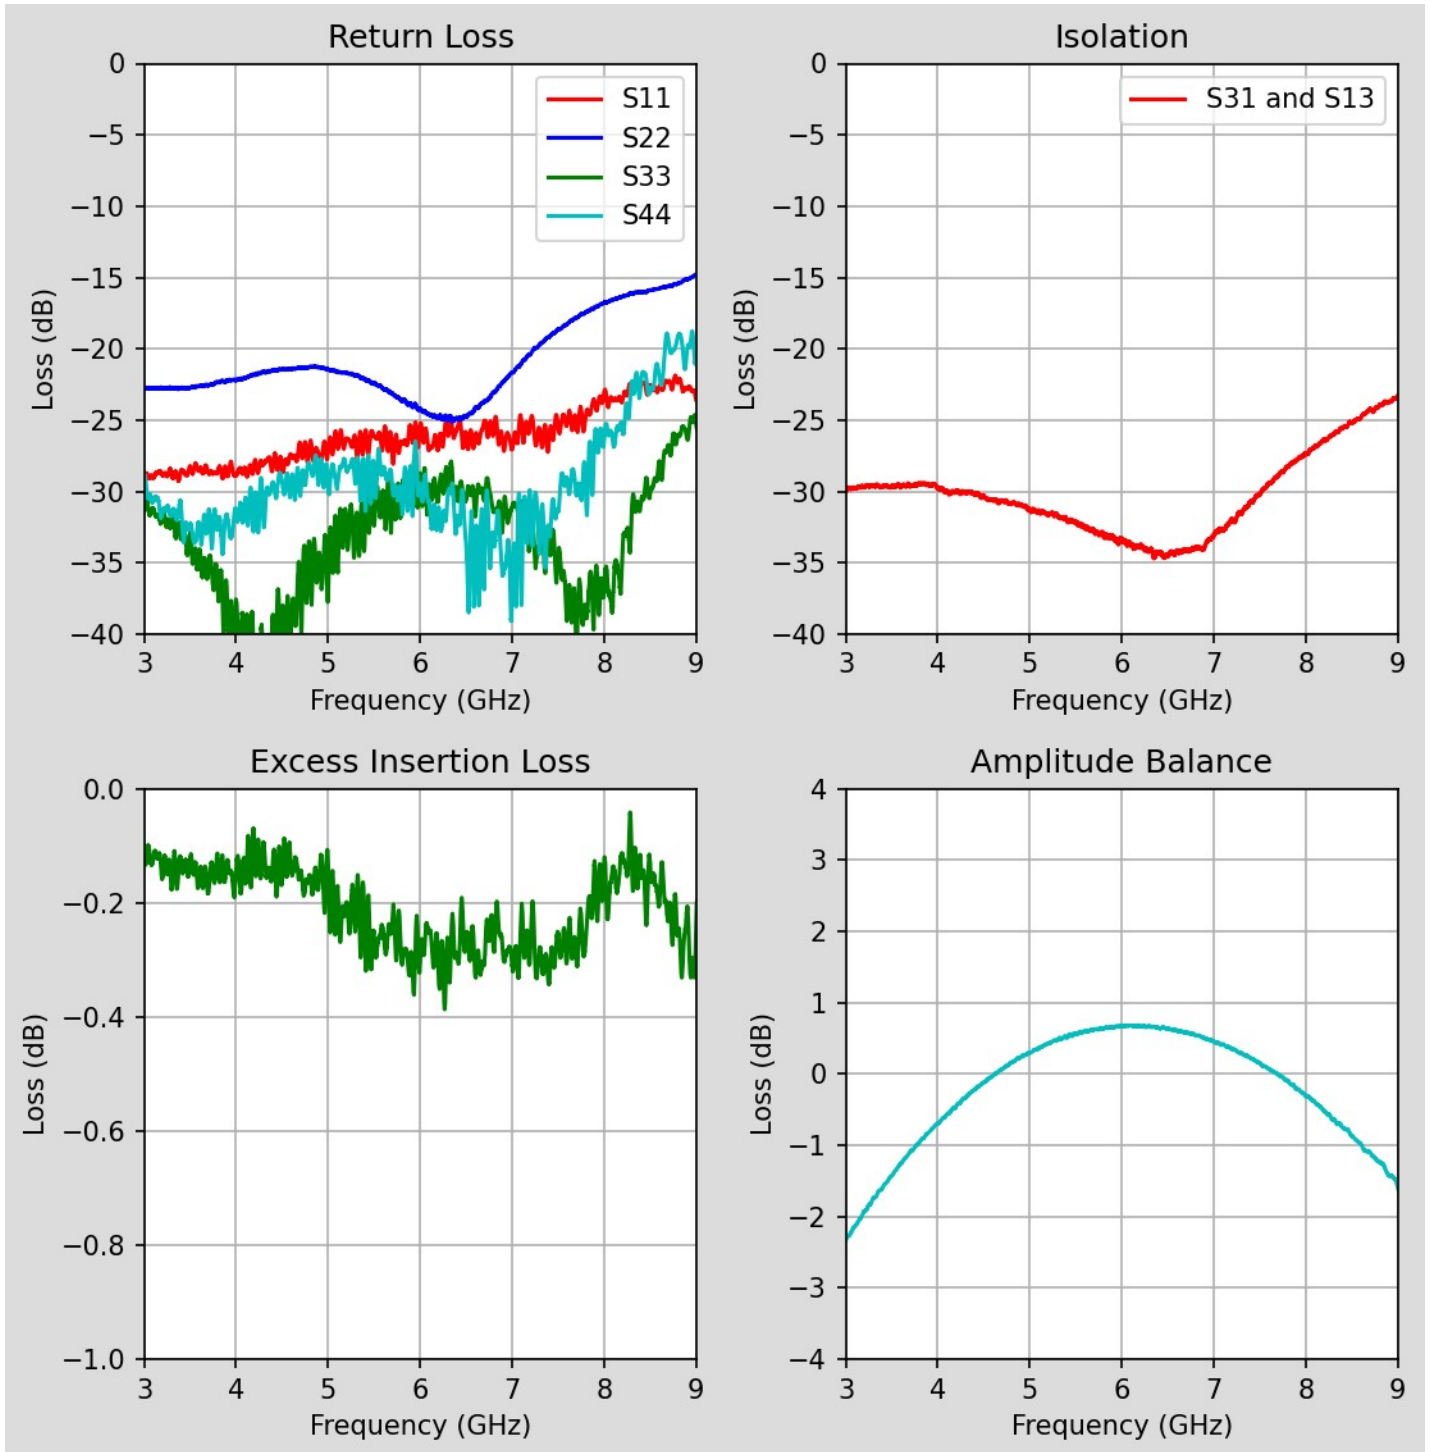 Return Loss
0
−5
−10
−15
−20
−25
−30
−35
−40
Loss (dB)
S11
S22
S33
S44
3 4 5 6 7 8 9
Frequency (GHz)
Isolation
0
−5
−10
−15
−20
−25
−30
−35
−40
Loss (dB)
S31 and S13
3 4 5 6 7 8 9
Frequency (GHz)
Excess Insertion Loss
0.0
−0.2
−0.4
−0.6
−0.8
−1.0
Loss (dB)
3 4 5 6 7 8 9
Frequency (GHz)
Amplitude Balance
4
3
2
1
0
−1
−2
−3
−4
Loss (dB)
3 4 5 6 7 8 9
Frequency (GHz)